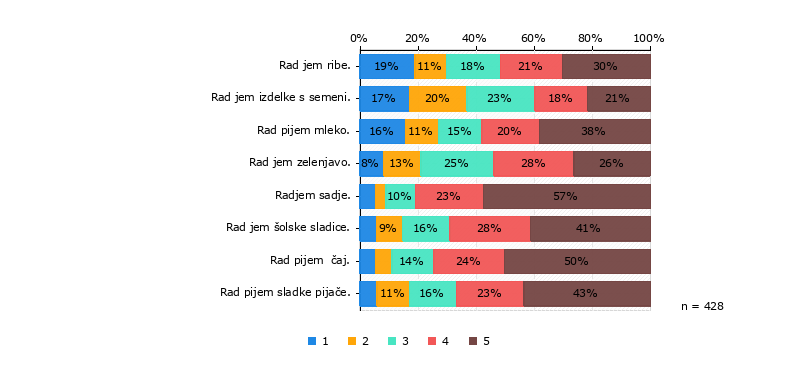 0% 20% 40% 60% 80% 100%
Rad jem ribe. 19% 11% 18% 21% 30%
Rad jem izdelke s semeni. 17% 20% 23% 18% 21%
Rad pijem mleko. 16% 11% 15% 20% 38%
Rad jem zelenjavo. 8% 13% 25% 28% 26%
Radjem sadje. 10% 23% 57%
Rad jem šolske sladice. 9% 16% 28% 41%
Rad pijem  čaj. 14% 24% 50%
Rad pijem sladke pijače. 11% 16% 23% 43%
n = 428
1 2 3 4 5